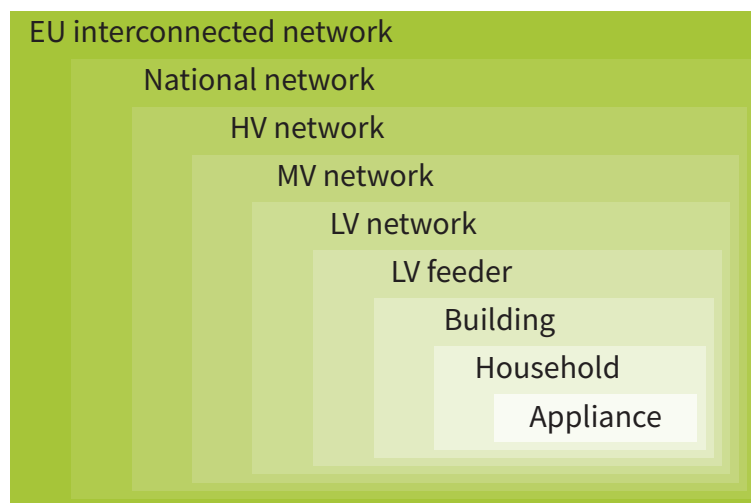 EU interconnected network
National network
HV network
MV network
LV network
LV feeder
Building
Household
Appliance